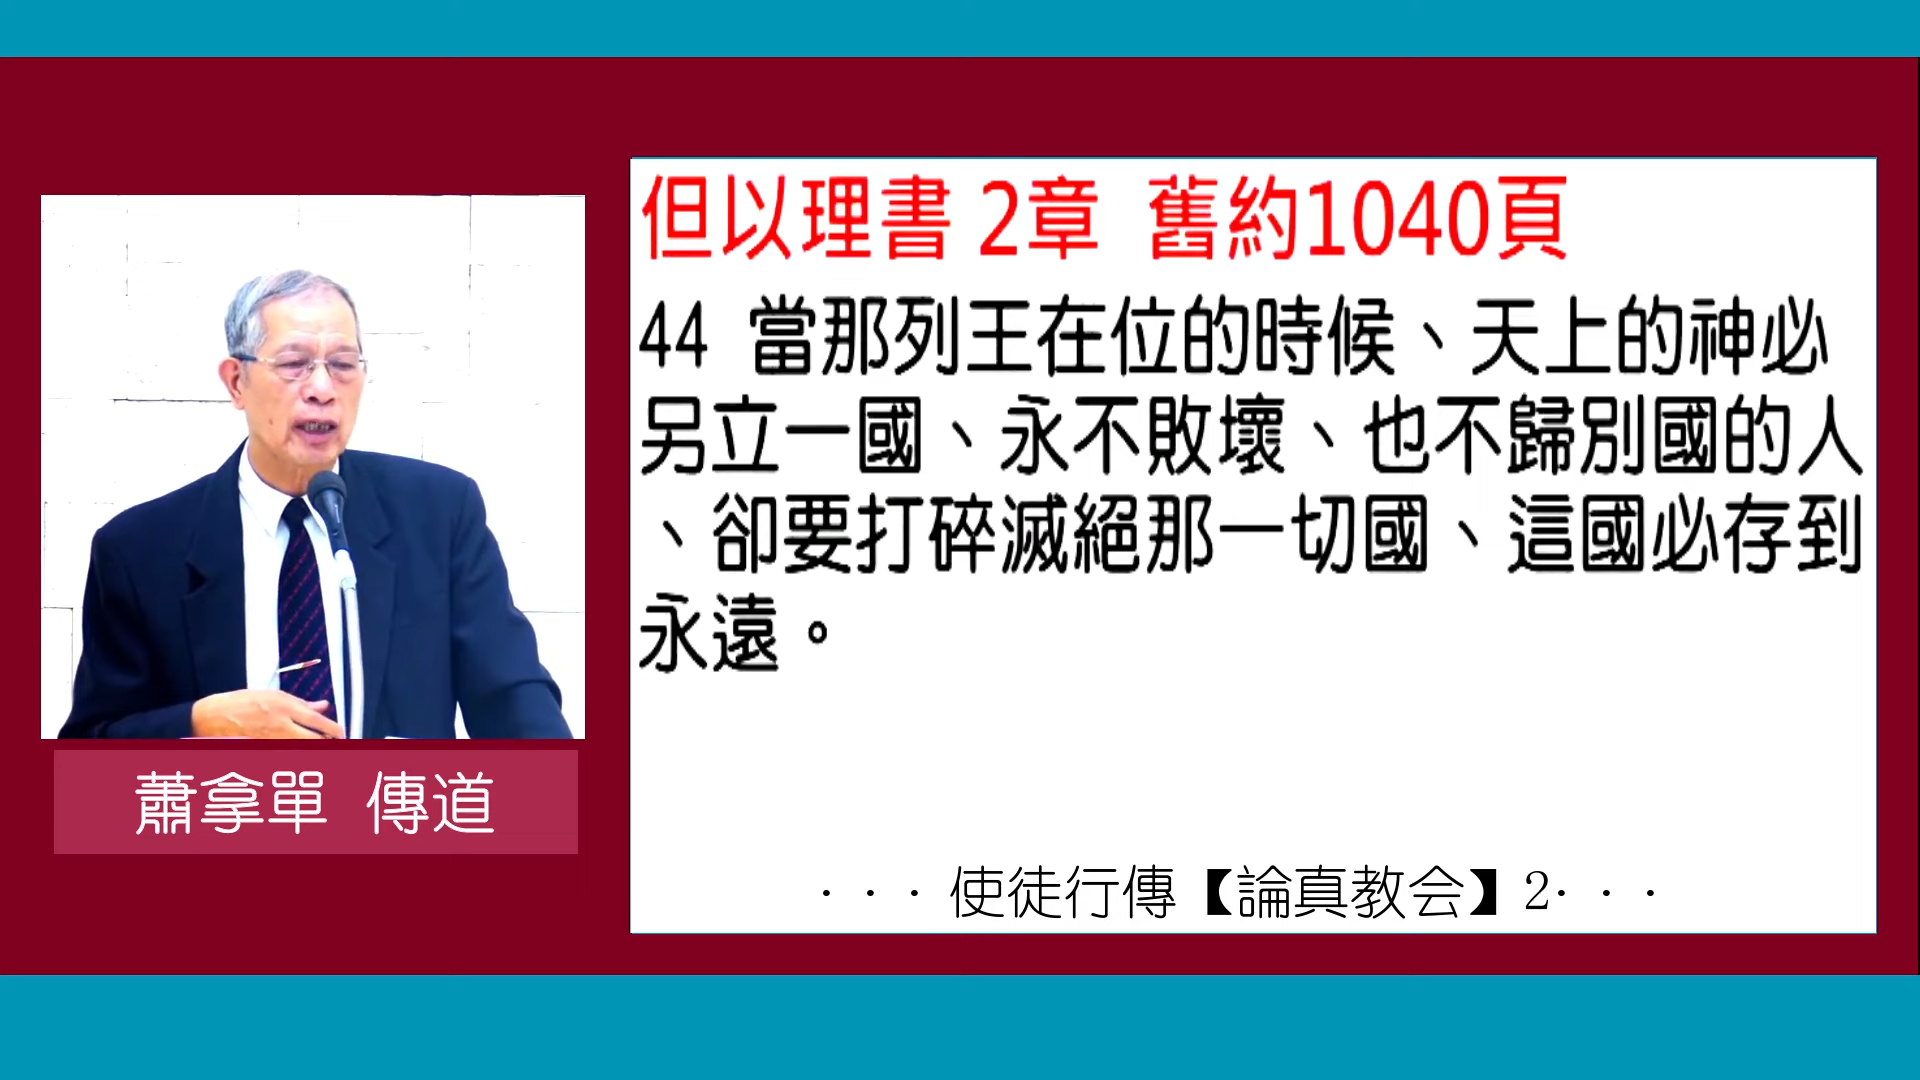 但以理書 2章 舊約1040頁
44 當那列王在位的時候、天上的神必
另立一國、永不敗壞、也不歸別國的人
、卻要打碎滅絕那一切國、這國必存到
永遠。
蕭拿單 傳道
···使徒行傳【論真教会】2···